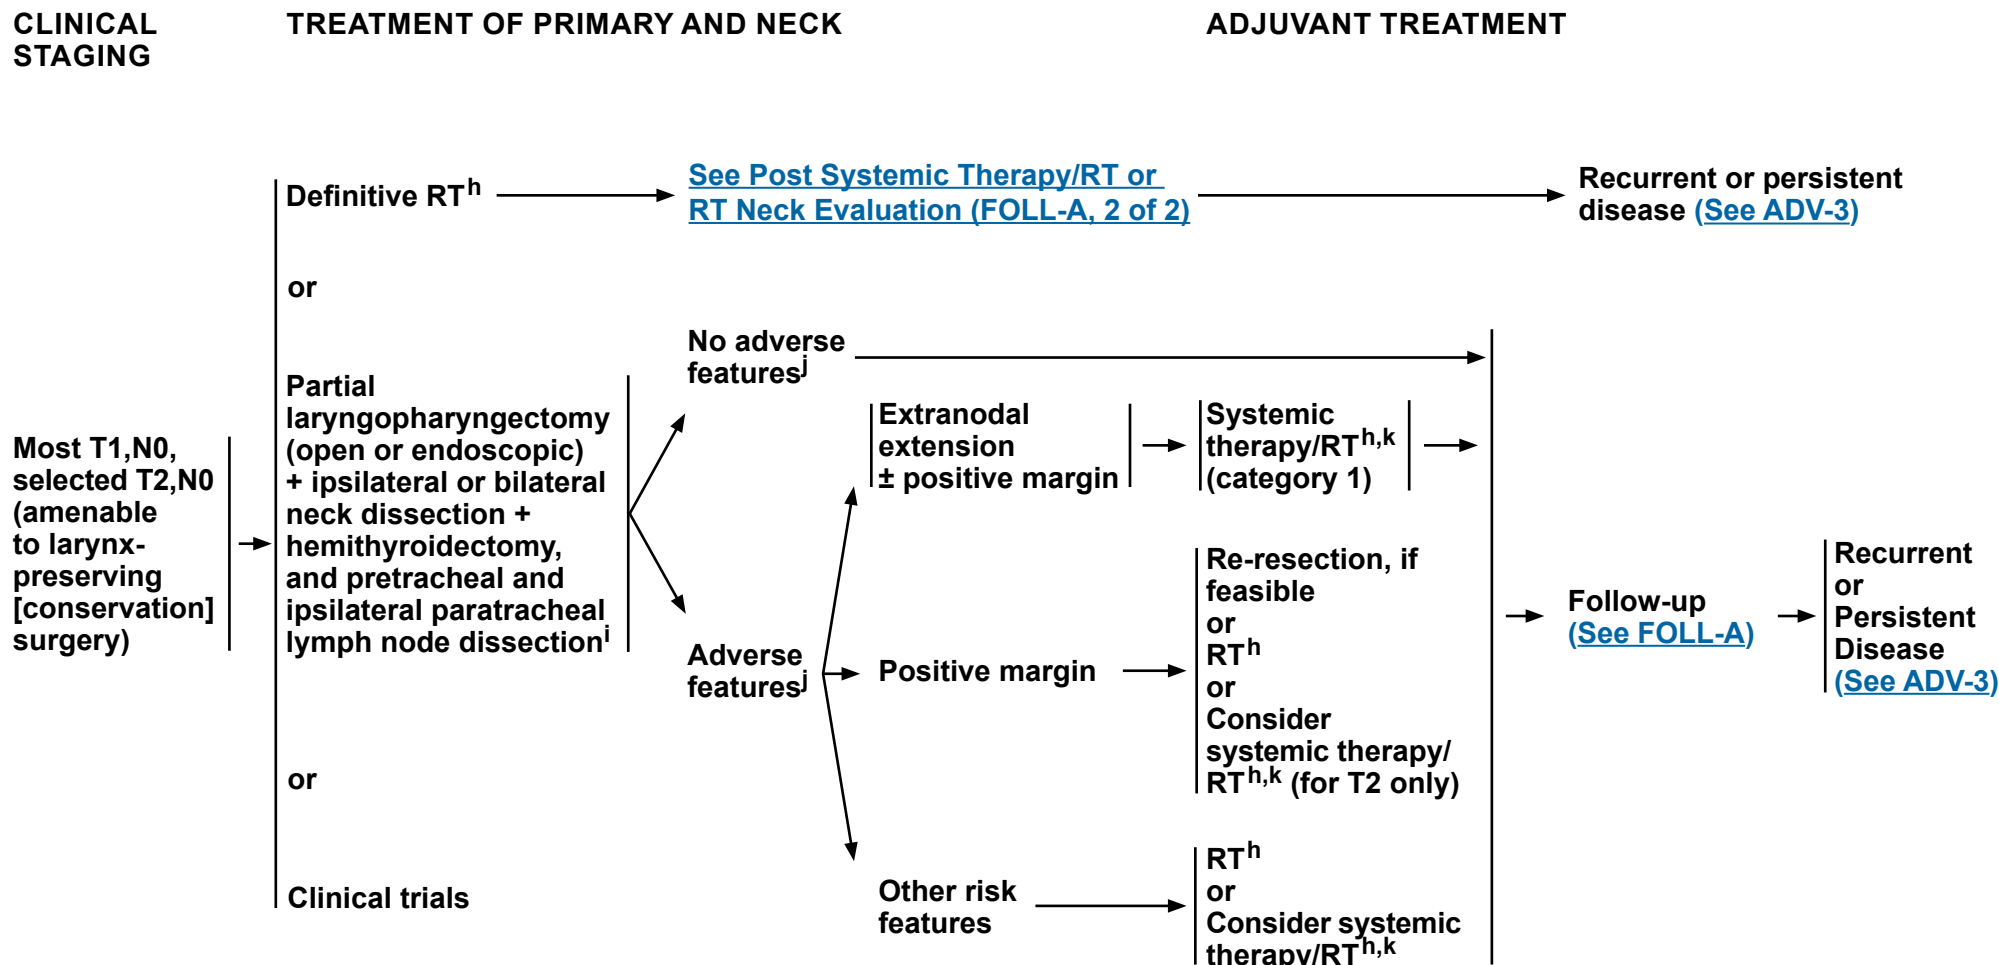 CLINICAL
STAGING
TREATMENT OF PRIMARY AND NECK
ADJUVANT TREATMENT
Most T1,N0,
selected T2,N0
(amenable
to larynx-
preserving
[conservation]
surgery)
Definitive RTh
See Post Systemic Therapy/RT or
RT Neck Evaluation (FOLL-A, 2 of 2)
Recurrent or persistent
disease (See ADV-3)
or
Partial
laryngopharyngectomy
(open or endoscopic)
+ ipsilateral or bilateral
neck dissection +
hemithyroidectomy,
and pretracheal and
ipsilateral paratracheal
lymph node dissectioni
or
Clinical trials
No adverse
featuresj
Adverse
featuresj
Extranodal
extension
± positive margin
Systemic
therapy/RTh,k
(category 1)
Positive margin
Re-resection, if
feasible
or
RTh
or
Consider
systemic therapy/
RTh,k (for T2 only)
Other risk
features
RTh
or
Consider systemic
therapy/RTh,k
Follow-up
(See FOLL-A)
Recurrent
or
Persistent
Disease
(See ADV-3)